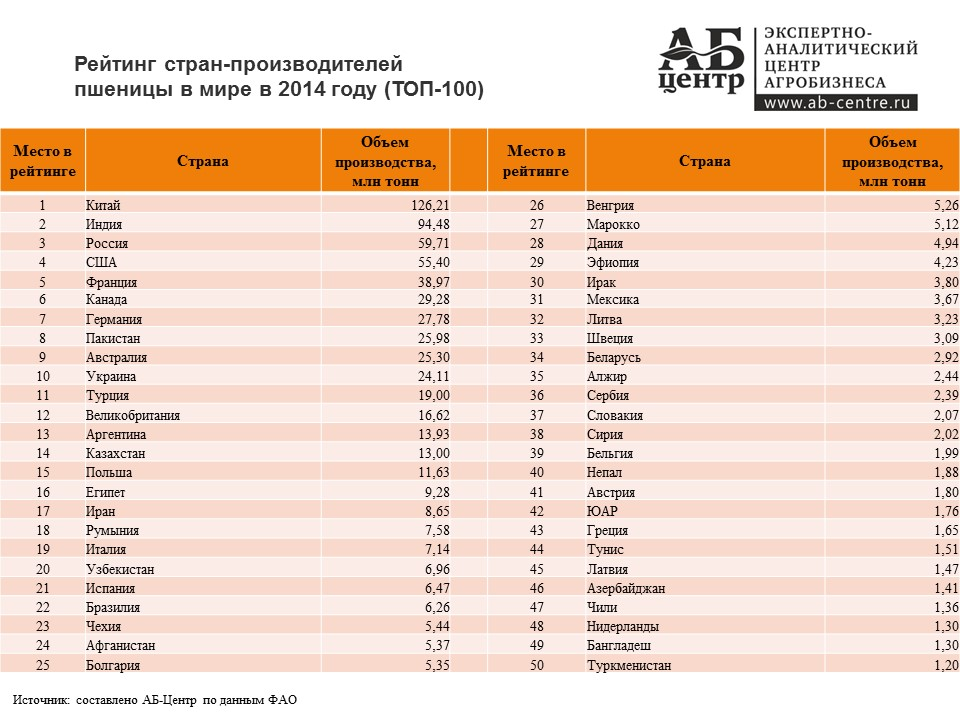 Рейтинг стран-производителей
пшеницы в мире в 2014 году (ТОП-100)
АБ
центр
ЭКСПЕРТНО-
АНАЛИТИЧЕСКИЙ
ЦЕНТР
АГРОБИЗНЕСА
www.ab-centre.ru
Место в рейтинге Страна Объем производства, млн тонн Место в рейтинге Страна Объем производства, млн тонн
1 Китай 126,21 26 Венгрия 5,26
2 Индия 94,48 27 Марокко 5,12
3 Россия 59,71 28 Дания 4,94
4 США 55,40 29 Эфиопия 4,23
5 Франция 38,97 30 Ирак 3,80
6 Канада 29,28 31 Мексика 3,67
7 Германия 27,78 32 Литва 3,23
8 Пакистан 25,98 33 Швеция 3,09
9 Австралия 25,30 34 Беларусь 2,92
10 Украина 24,11 35 Алжир 2,44
11 Турция 19,00 36 Сербия 2,39
12 Великобритания 16,62 37 Словакия 2,07
13 Аргентина 13,93 38 Сирия 2,02
14 Казахстан 13,00 39 Бельгия 1,99
15 Польша 11,63 40 Непал 1,88
16 Египет 9,28 41 Австрия 1,80
17 Иран 8,65 42 ЮАР 1,76
18 Румыния 7,58 43 Греция 1,65
19 Италия 7,14 44 Тунис 1,51
20 Узбекистан 6,96 45 Латвия 1,47
21 Испания 6,47 46 Азербайджан 1,41
22 Бразилия 6,26 47 Чили 1,36
23 Чехия 5,44 48 Нидерланды 1,30
24 Афганистан 5,37 49 Бангладеш 1,30
25 Болгария 5,35 50 Туркменистан 1,20
Источник: составлено АБ-Центр по данным ФАО